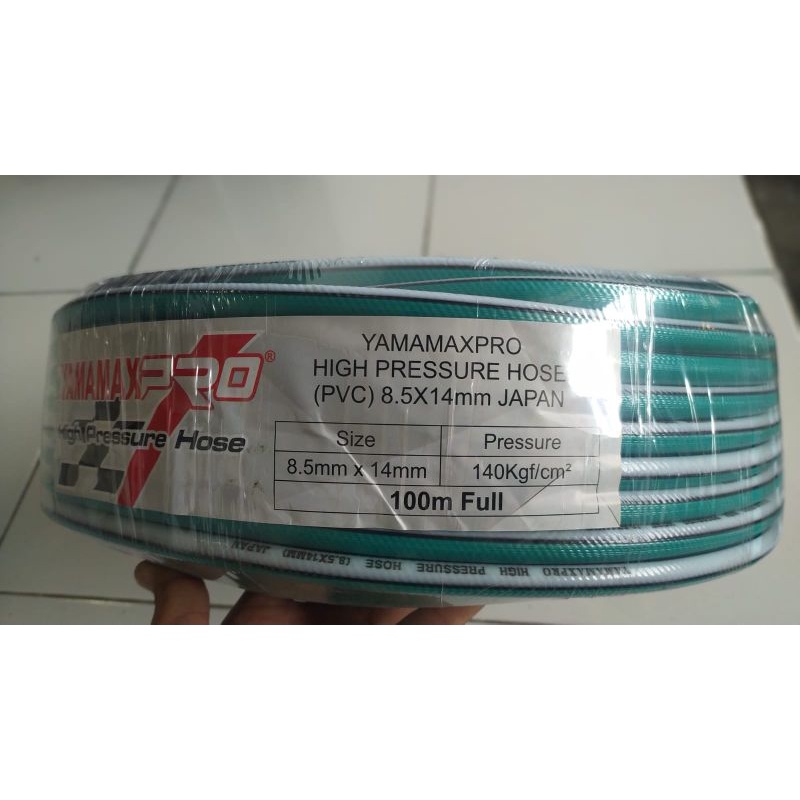 YAMAMAXPRO®
High Pressure Hose
YAMAMAXPRO
HIGH PRESSURE HOSE
(PVC) 8.5X14mm JAPAN
Size Pressure
8.5mm x 14mm 140Kgf/cm²
100m Full
YAMAMAXPRO HIGH PRESSURE HOSE (8.5X14MM) JAPAN